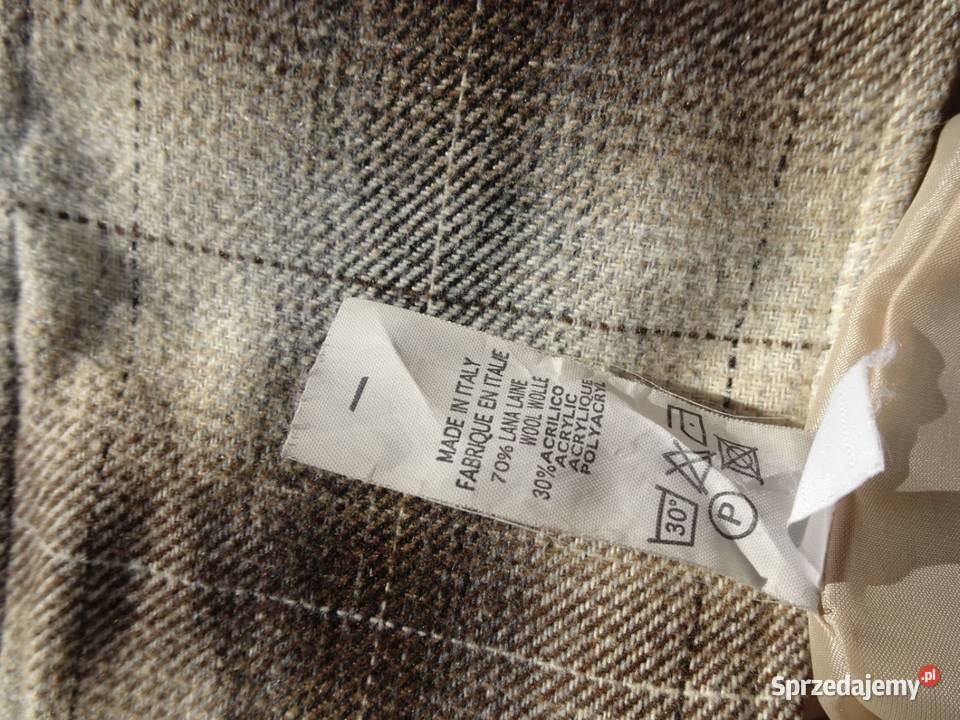 MADE IN ITALY
FABRIQUE EN ITALIE
70% LANA LAINE
WOOL WOLLE
30% ACRILICO
ACRYLIC
ACRYLIQUE
POLYACRYL
30°
P
Sprzedajemy.pl